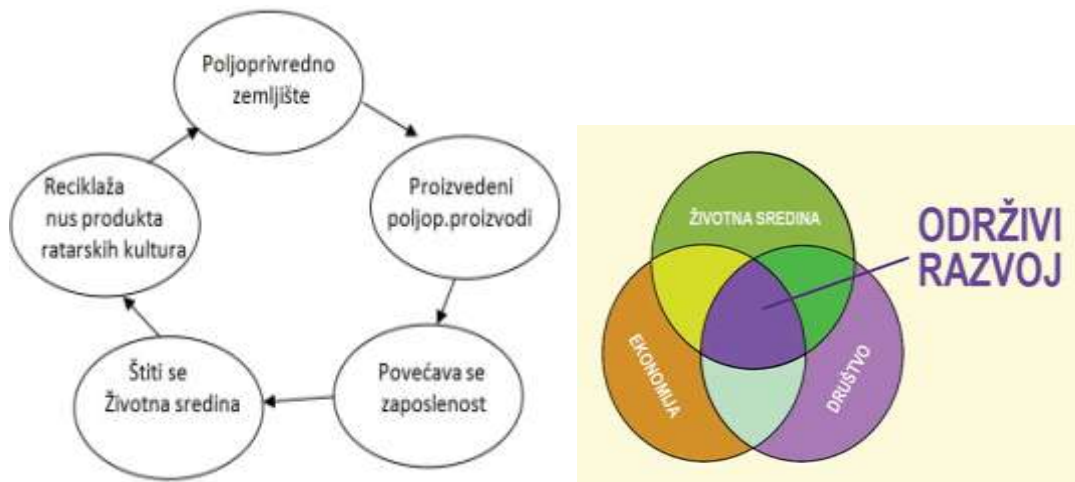 Poljoprivredno
zemljište
Proizvedeni
poljop.proizvodi
Povećava se
zaposlenost
Štiti se
Životna sredina
Reciklaža
nus produkta
ratarskih kultura
ŽIVOTNA SREDINA
EKONOMIJA
DRUŠTVO
ODRŽIVI
RAZVOJ